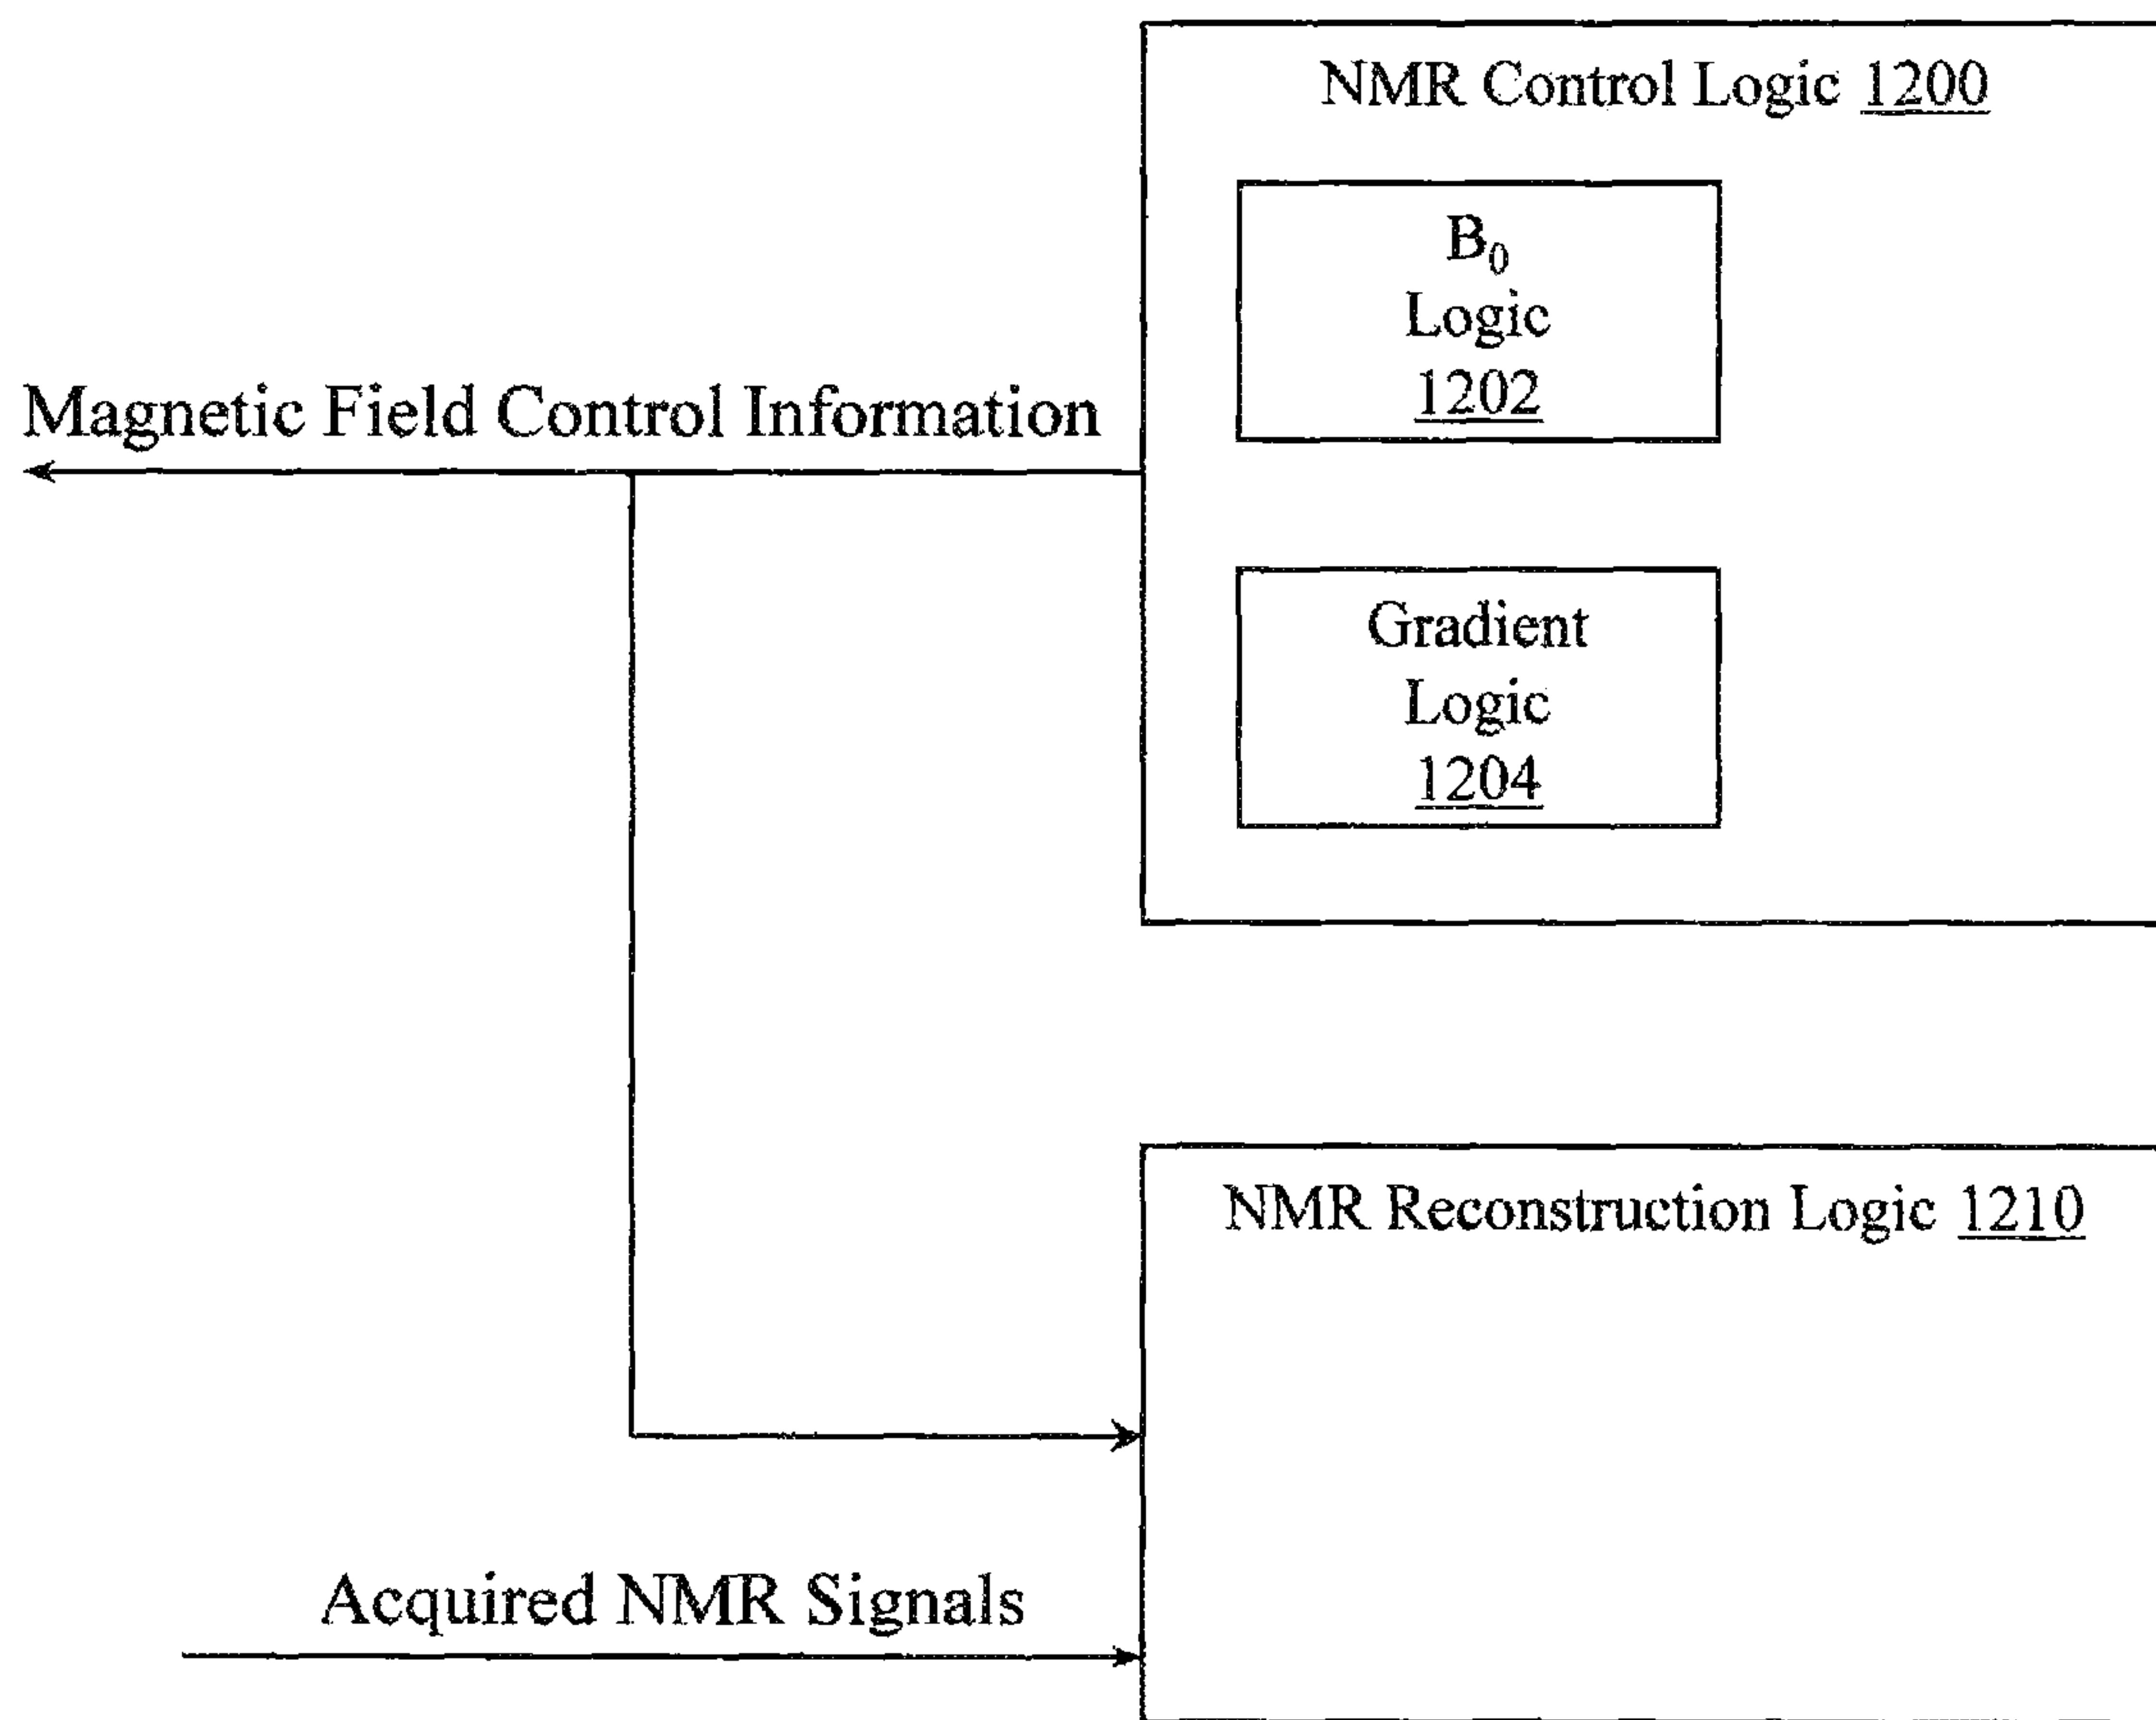 NMR Control Logic 1200
B₀
Logic
1202
Magnetic Field Control Information
Gradient
Logic
1204
NMR Reconstruction Logic 1210
Acquired NMR Signals